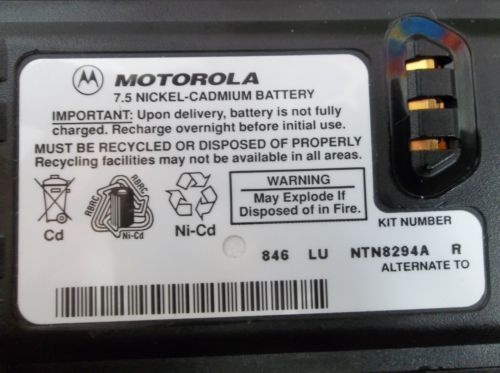 MOTOROLA
7.5 NICKEL-CADMIUM BATTERY
IMPORTANT: Upon delivery, battery is not fully
charged. Recharge overnight before initial use.
MUST BE RECYCLED OR DISPOSED OF PROPERLY
Recycling facilities may not be available in all areas.
Cd
RBRC
RBRC
Ni-Cd
Ni-Cd
WARNING
May Explode If
Disposed of in Fire.
KIT NUMBER
846 LU NTN8294A R
ALTERNATE TO